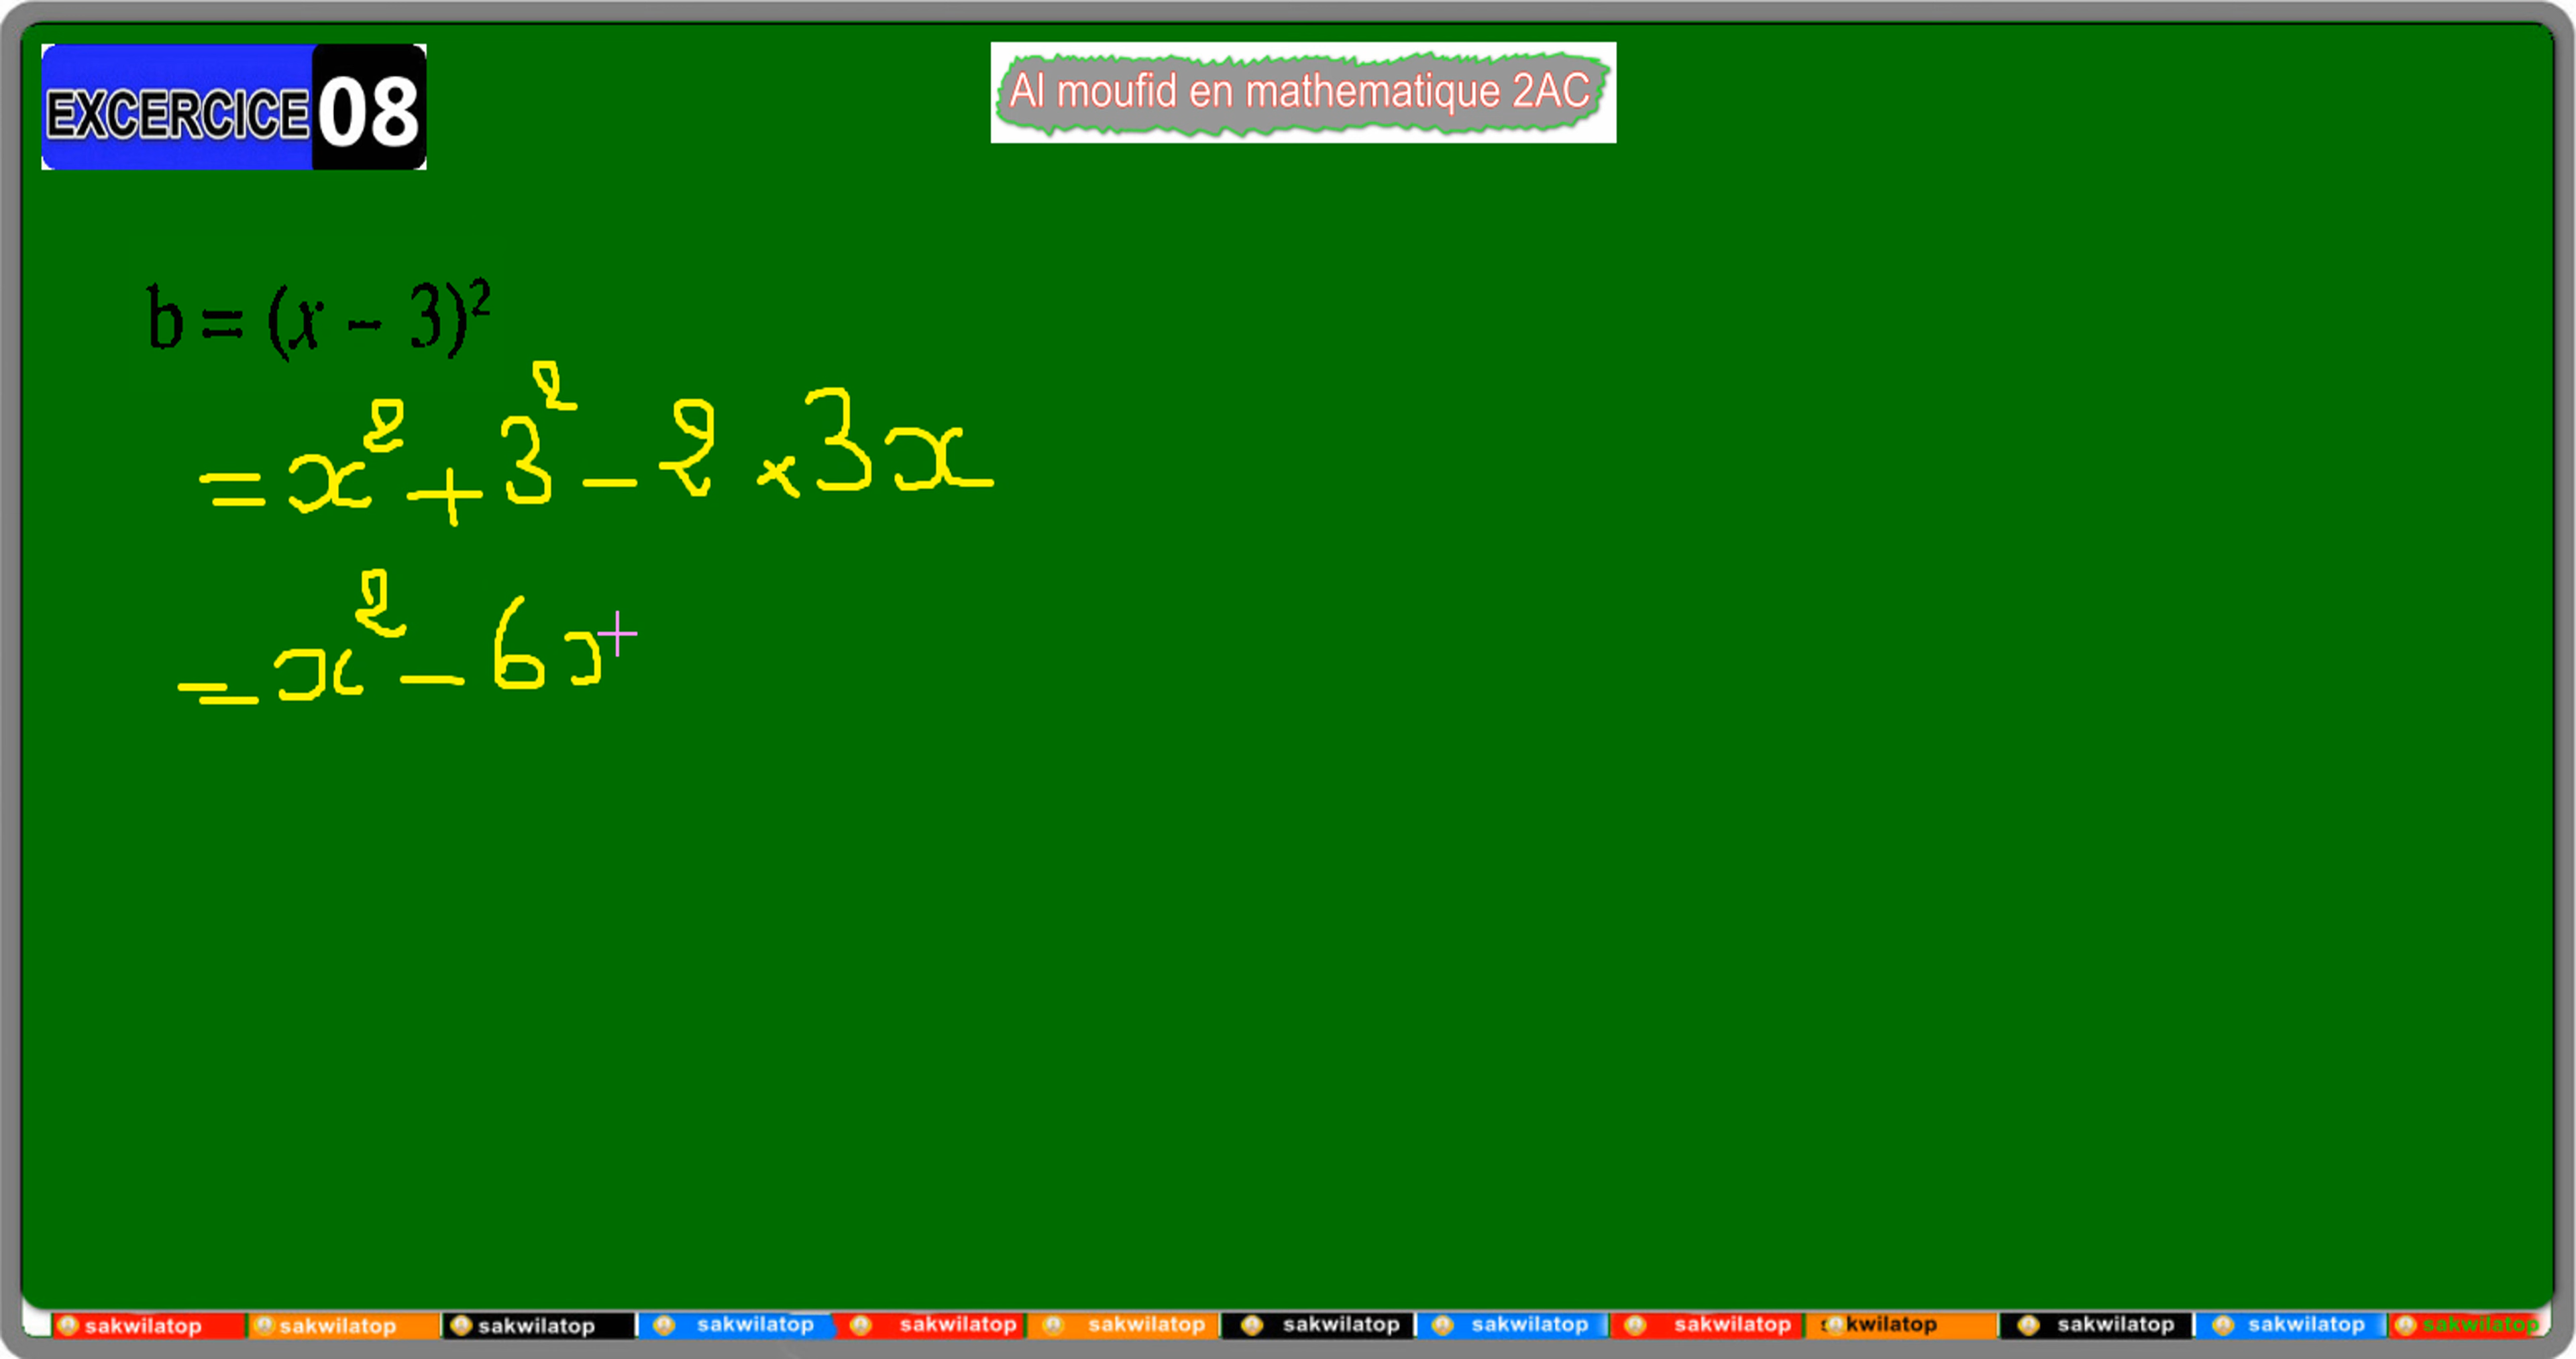 EXCERCICE 08
Al moufid en mathematique 2AC
b = (x – 3)²
= x² + 3² - 2 × 3x
= x² - 6x
sakwilatop sakwilatop sakwilatop sakwilatop sakwilatop sakwilatop sakwilatop sakwilatop sakwilatop kwilatop sakwilatop sakwilatop sakwilatop